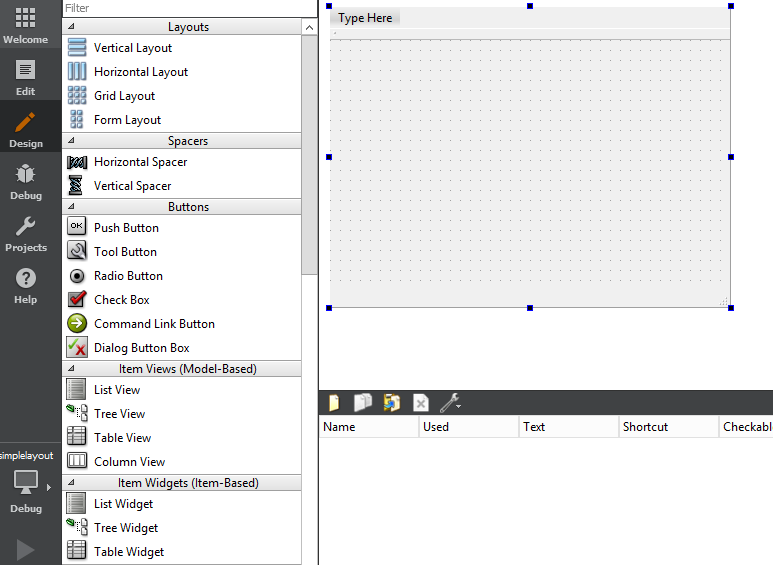 Welcome
Edit
Design
Debug
Projects
Help
simplelayout
Debug
Filter
Layouts
Vertical Layout
Horizontal Layout
Grid Layout
Form Layout
Spacers
Horizontal Spacer
Vertical Spacer
Buttons
OK
Push Button
Tool Button
Radio Button
Check Box
Command Link Button
Dialog Button Box
Item Views (Model-Based)
List View
Tree View
Table View
Column View
Item Widgets (Item-Based)
List Widget
Tree Widget
Table Widget
Type Here
Name Used Text Shortcut Checkabl